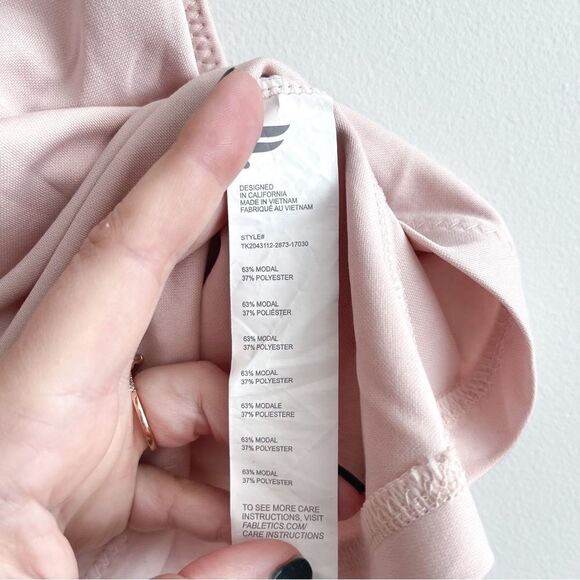 DESIGNED
IN CALIFORNIA
MADE IN VIETNAM
FABRIQUÉ AU VIETNAM
STYLE#
TK2043112-2873-17030
63% MODAL
37% POLYESTER
63% MODAL
37% POLIÉSTER
63% MODAL
37% POLYESTER
63% MODAL
37% POLYESTER
63% MODALE
37% POLIESTERE
63% MODAL
37% POLYESTER
63% MODAL
37% POLYESTER
TO SEE MORE CARE
INSTRUCTIONS, VISIT
FABLETICS.COM/
CARE INSTRUCTIONS